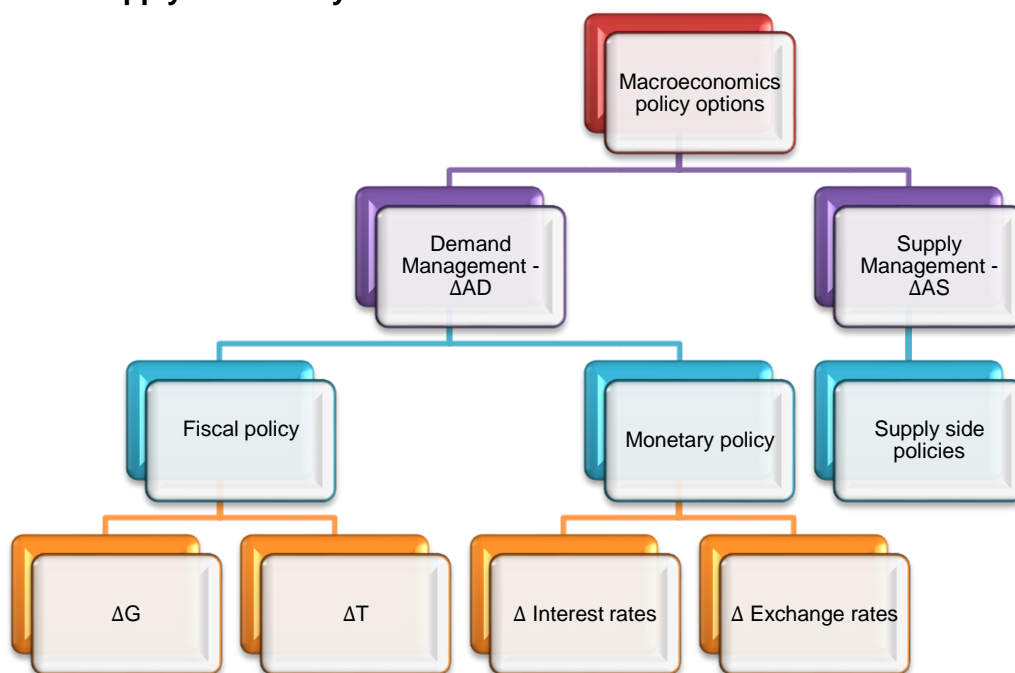 Macroeconomics
policy options
Demand
Management -
ΔAD
Supply
Management -
ΔAS
Fiscal policy
Monetary policy
Supply side
policies
ΔG
ΔT
Δ Interest rates
Δ Exchange rates